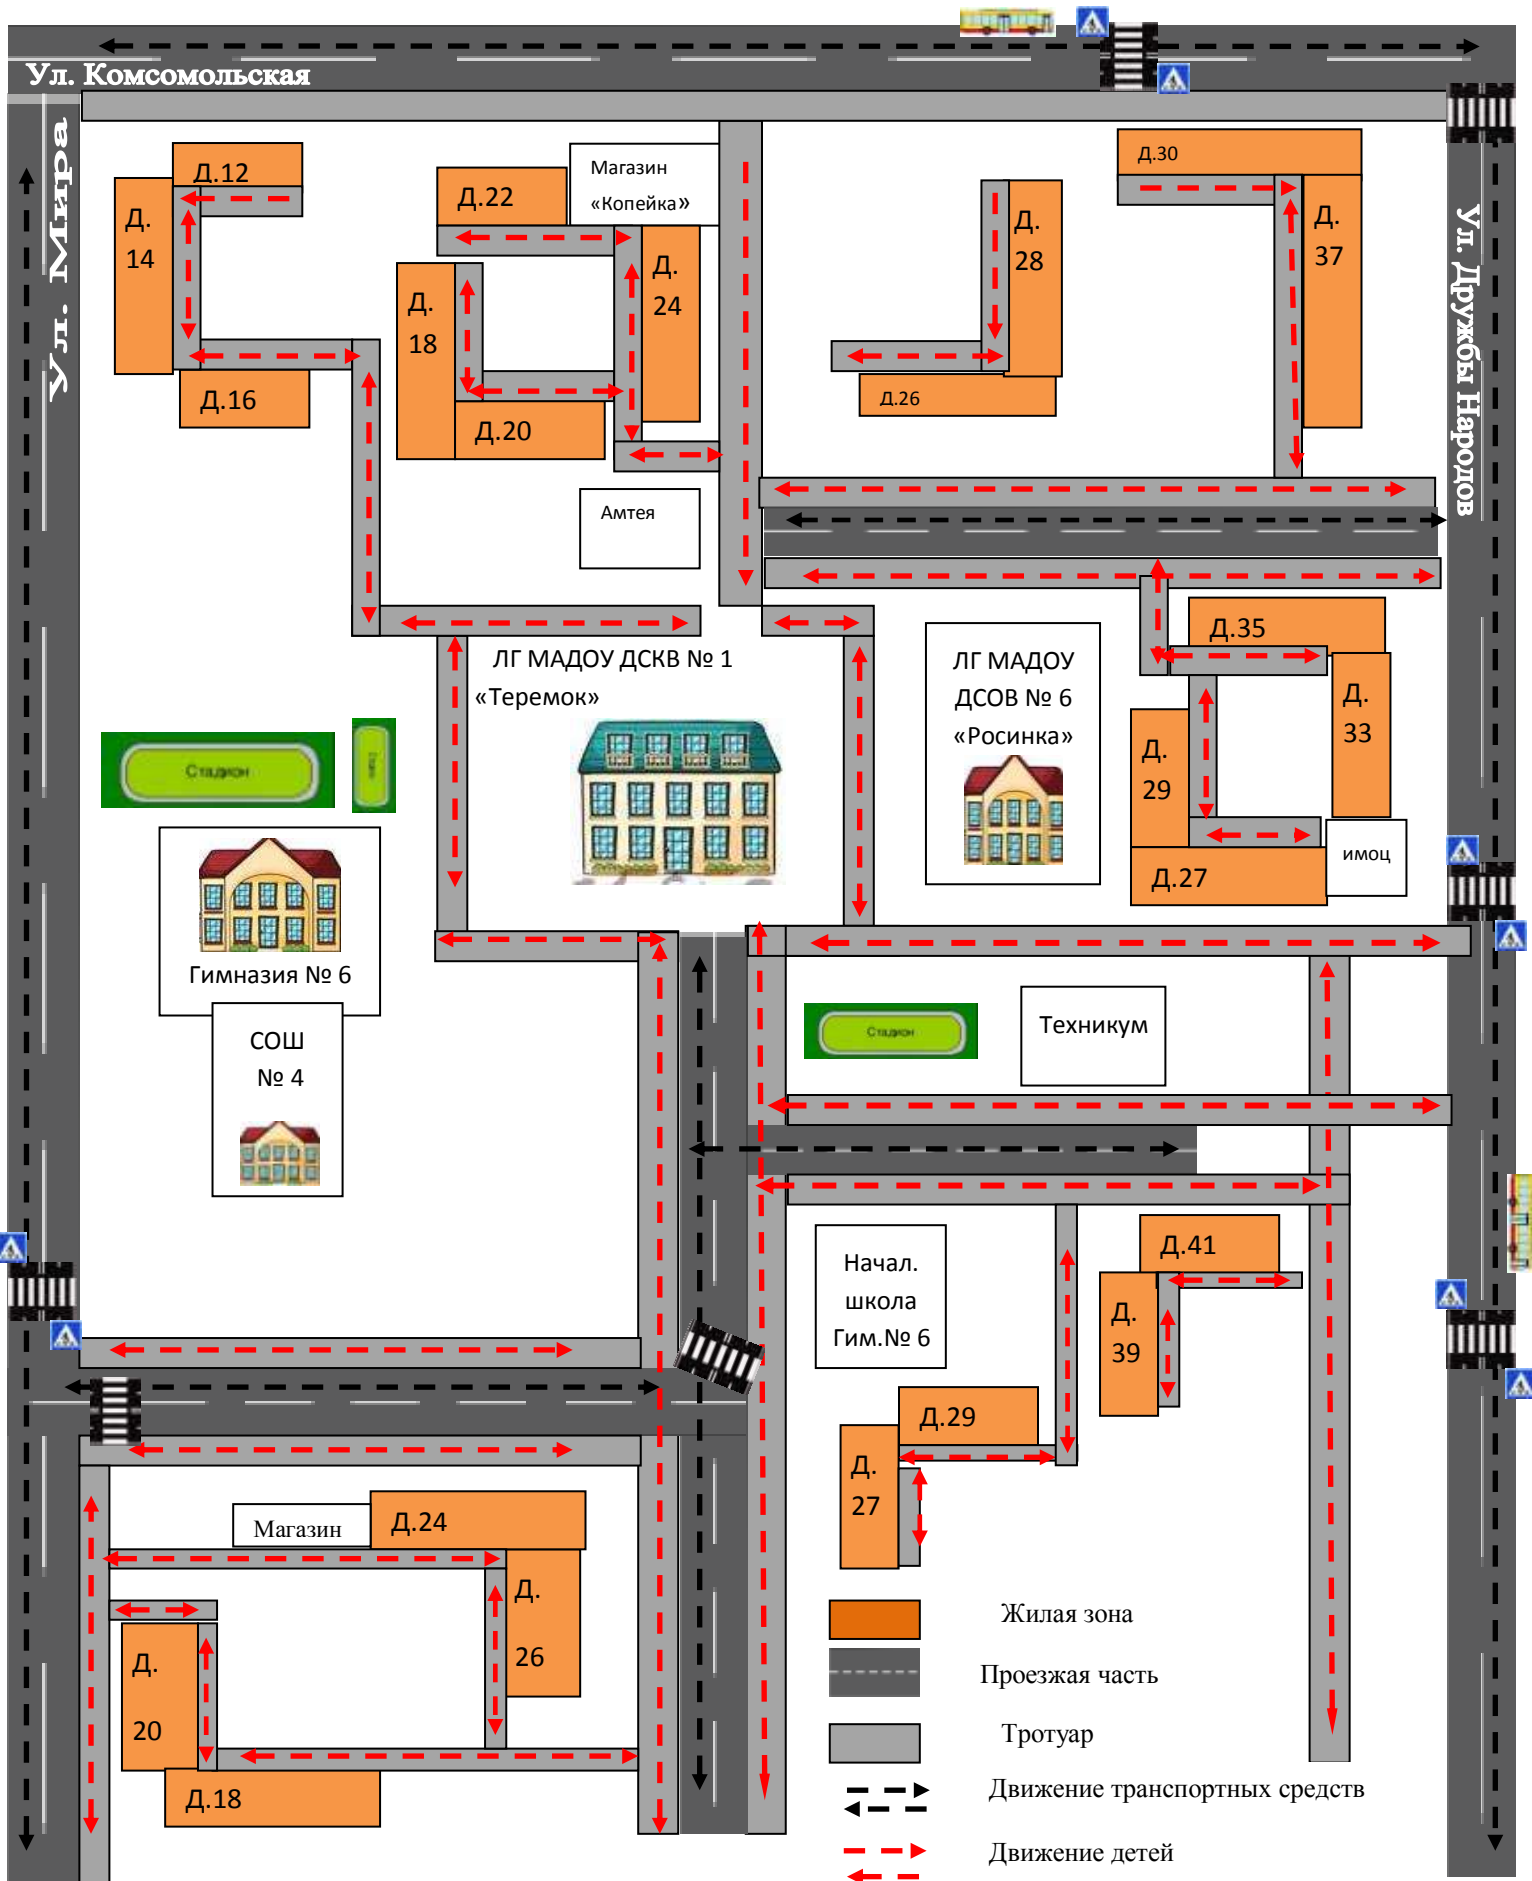 Ул. Комсомольская
Ул. Мира
Ул. Дружбы Народов
Д.12
Д.
14
Д.16
Д.22
Магазин
«Копейка»
Д.
24
Д.
18
Д.20
Амтея
Д.30
Д.
28
Д.
37
Д.26
ЛГ МАДОУ ДСКВ № 1
«Теремок»
ЛГ МАДОУ
ДСОВ № 6
«Росинка»
Д.35
Д.
33
Д.
29
Д.27
имоц
Стадион
Гимназия № 6
СОШ
№ 4
Стадион
Техникум
Начал.
школа
Гим.№ 6
Д.41
Д.
39
Д.29
Д.
27
Магазин
Д.24
Д.
26
Д.
20
Д.18
Жилая зона
Проезжая часть
Тротуар
Движение транспортных средств
Движение детей